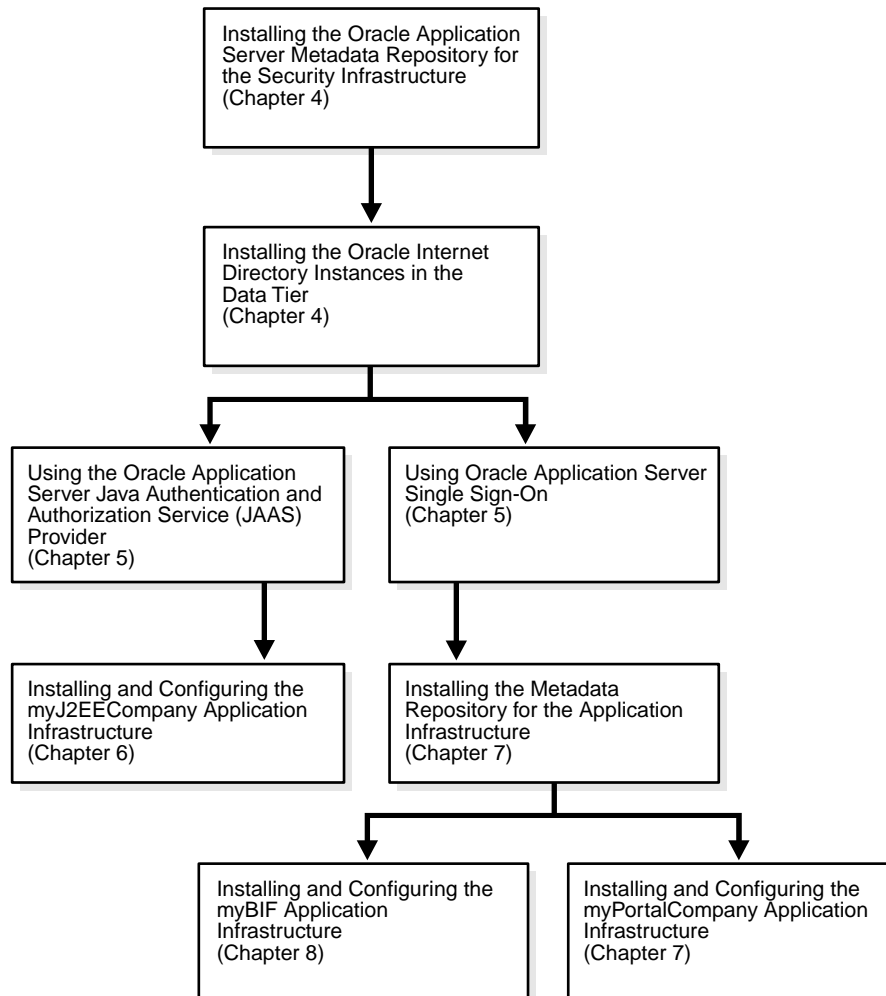 Installing the Oracle Application
Server Metadata Repository for
the Security Infrastructure
(Chapter 4)
Installing the Oracle Internet
Directory Instances in the
Data Tier
(Chapter 4)
Using the Oracle Application
Server Java Authentication and
Authorization Service (JAAS)
Provider
(Chapter 5)
Using Oracle Application Server
Single Sign-On
(Chapter 5)
Installing and Configuring the
myJ2EECompany Application
Infrastructure
(Chapter 6)
Installing the Metadata
Repository for the Application
Infrastructure
(Chapter 7)
Installing and Configuring the
myBIF Application
Infrastructure
(Chapter 8)
Installing and Configuring the
myPortalCompany Application
Infrastructure
(Chapter 7)